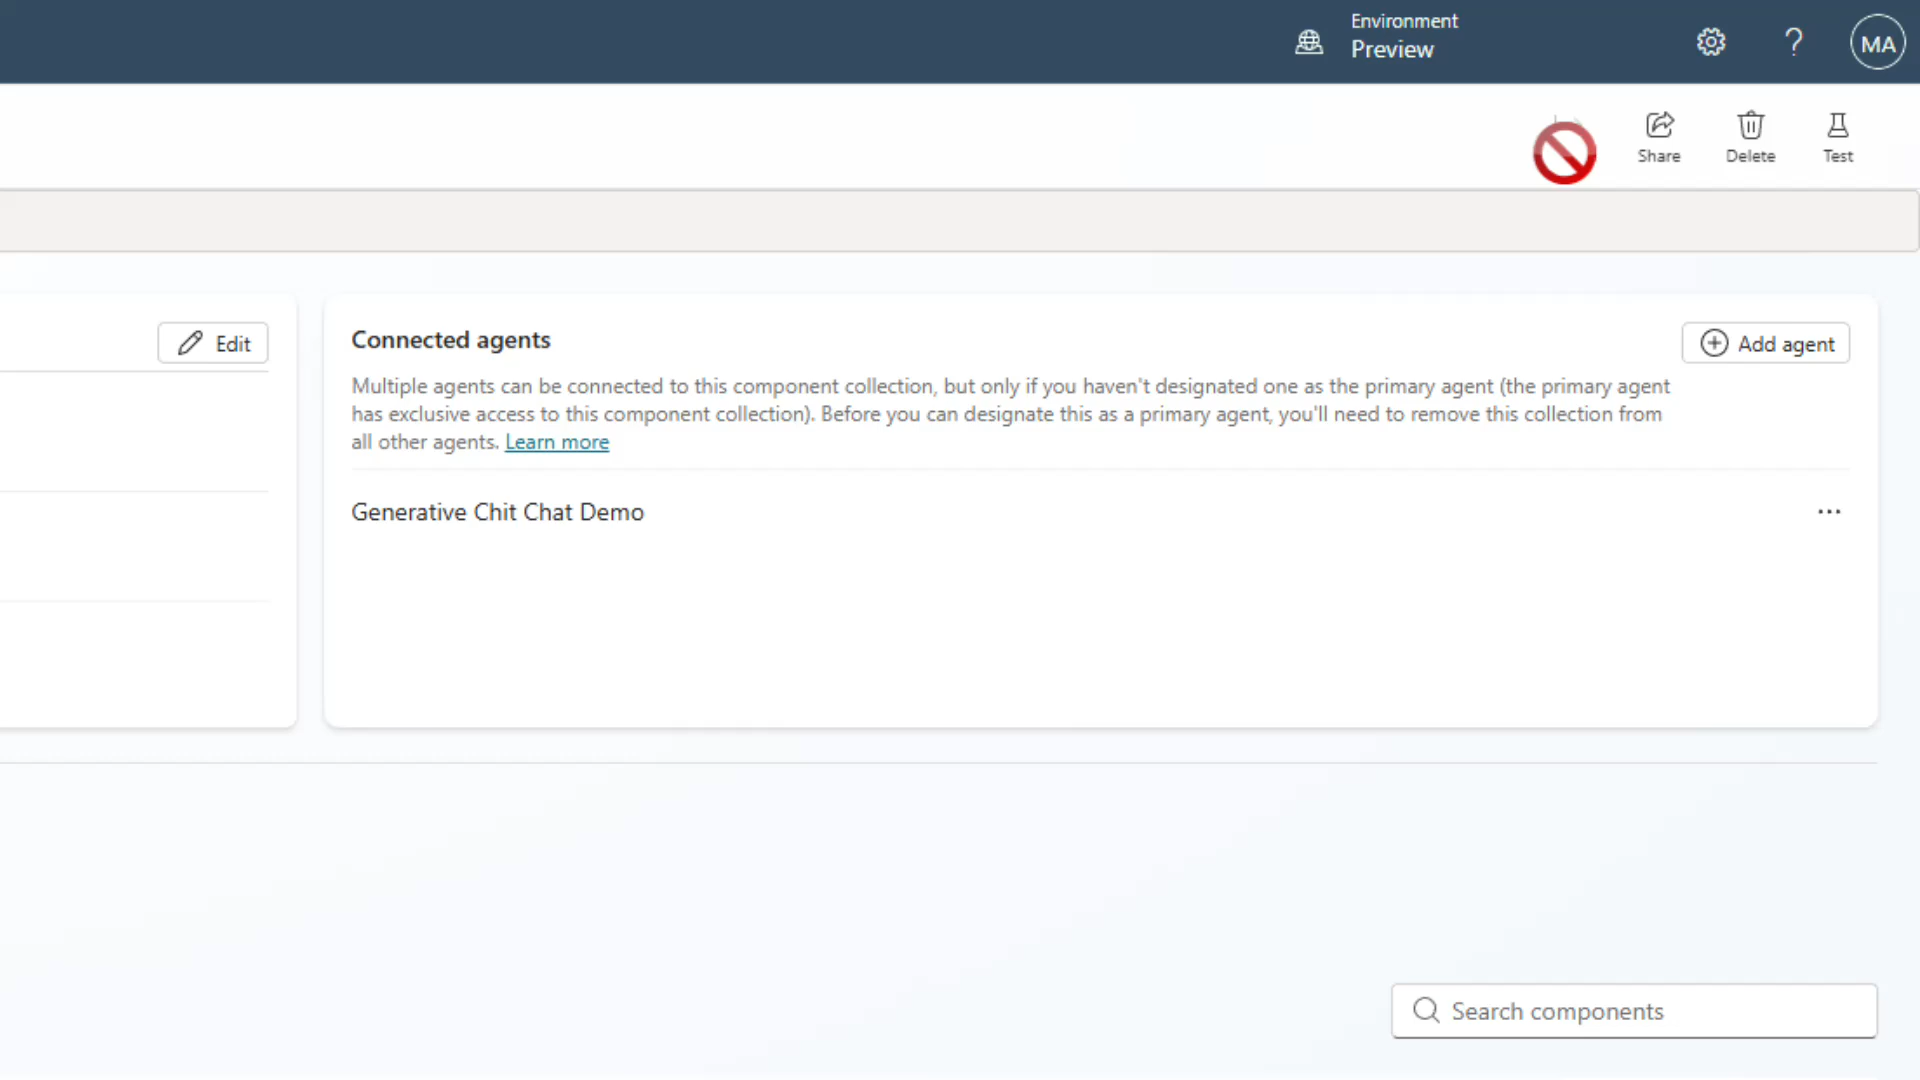 Environment
Preview
MA
Share
Delete
Test
Edit
Connected agents
Add agent
Multiple agents can be connected to this component collection, but only if you haven't designated one as the primary agent (the primary agent
has exclusive access to this component collection). Before you can designate this as a primary agent, you'll need to remove this collection from
all other agents. Learn more
Generative Chit Chat Demo
Search components